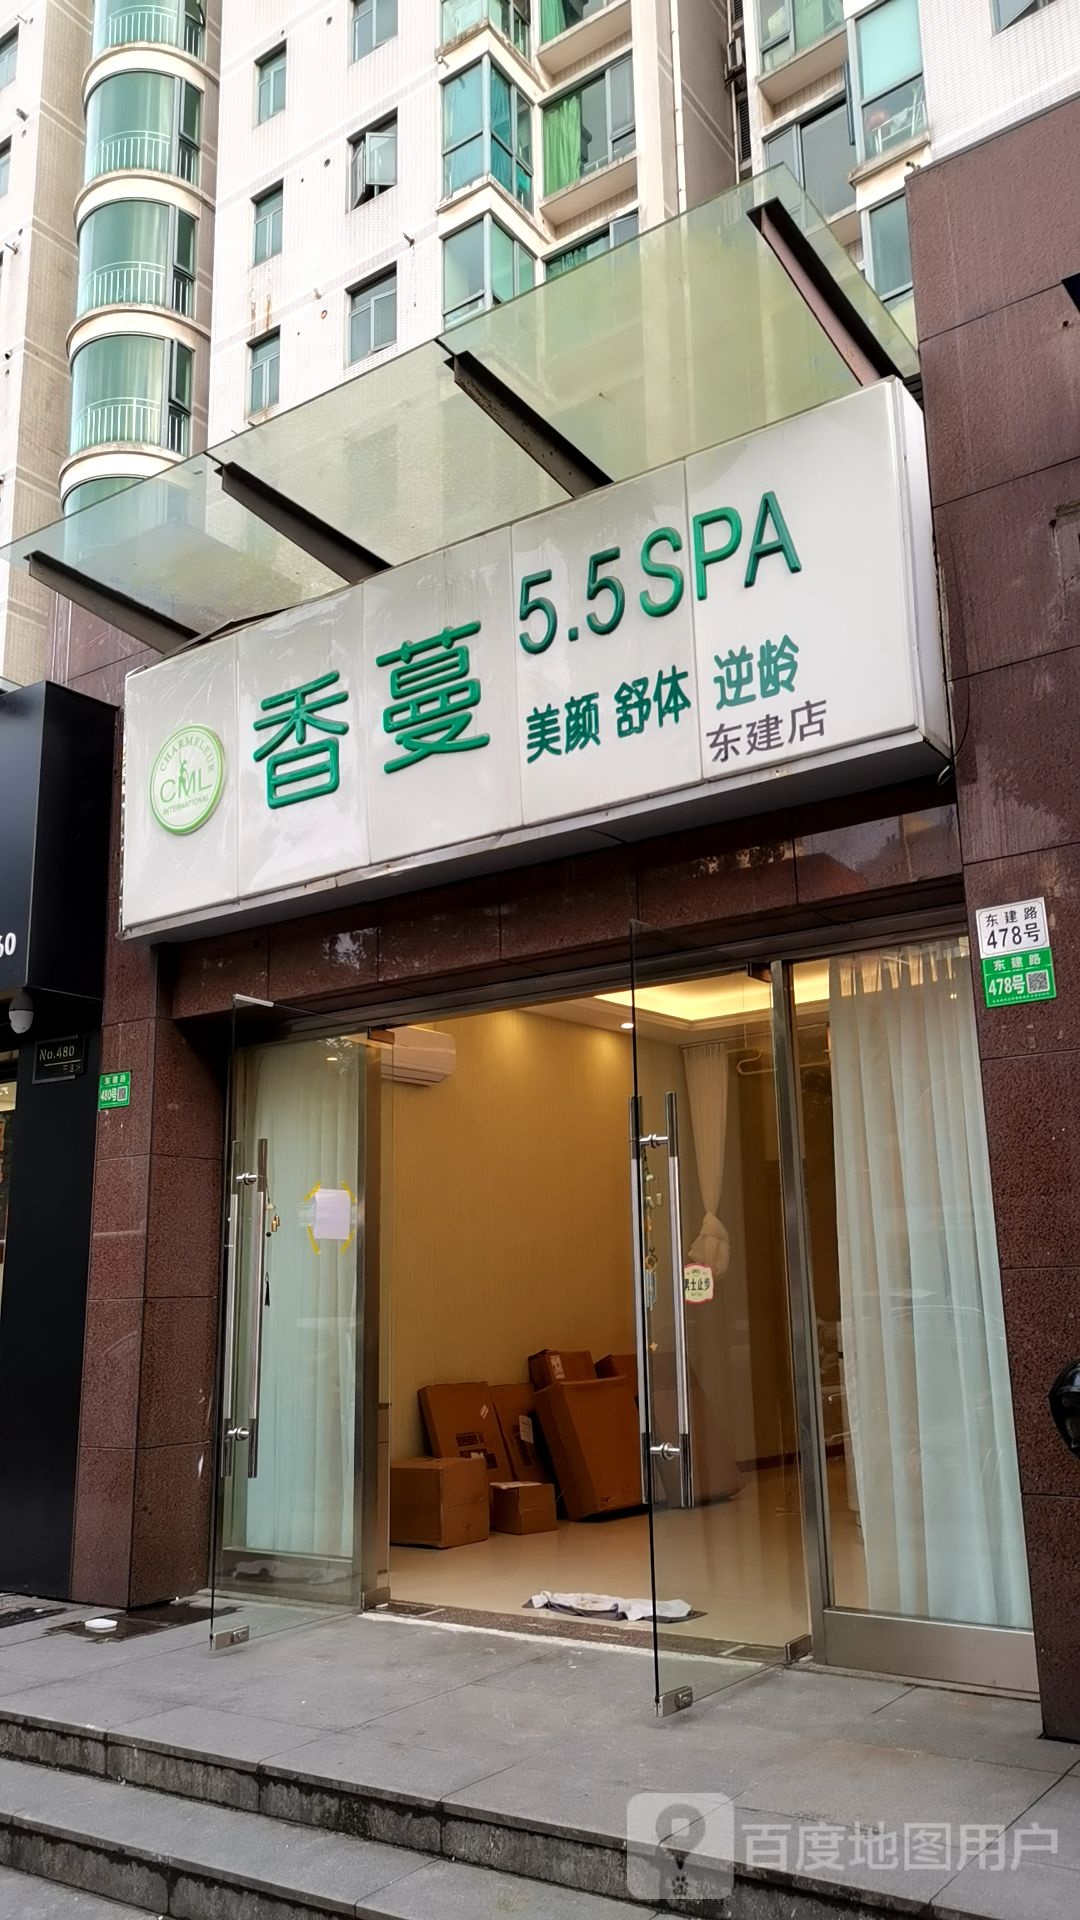 香蔓
5.5SPA
美颜 舒体 逆龄
东建店
CHARMELEUR
CML
INTERNATIONAL
东建路
478号
东建路
478号
No.480
东建路
480号
男士止步
百度地图用户